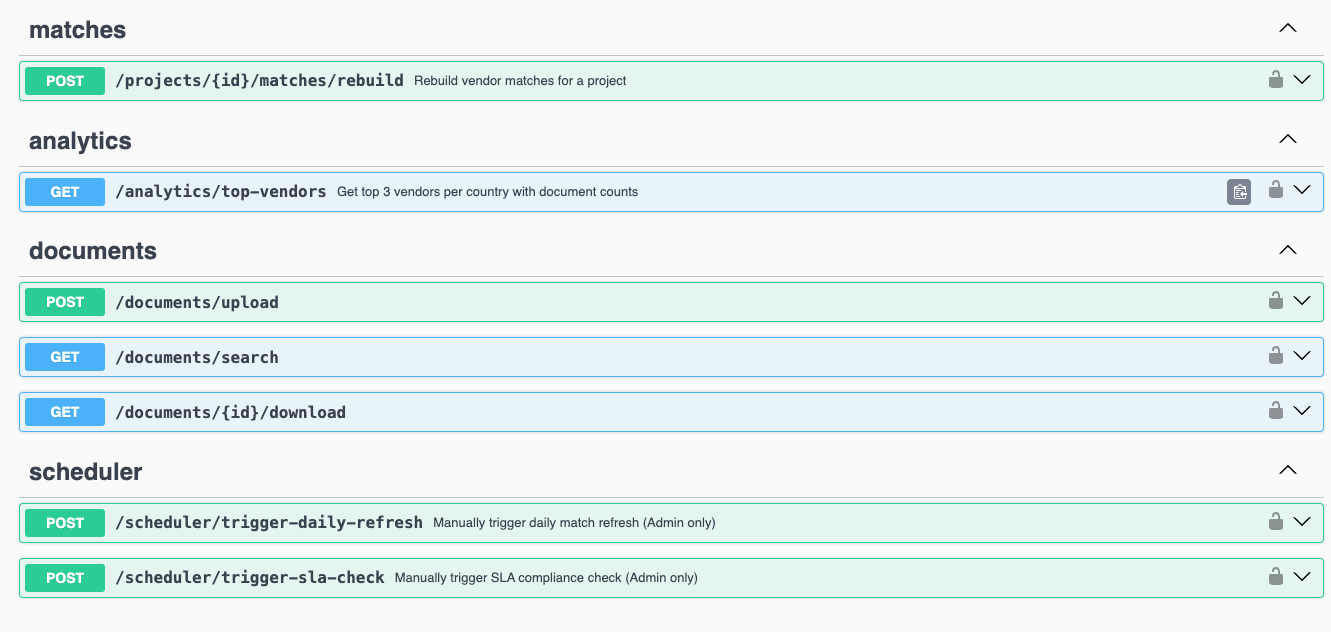 matches
POST /projects/{id}/matches/rebuild Rebuild vendor matches for a project
analytics
GET /analytics/top-vendors Get top 3 vendors per country with document counts
documents
POST /documents/upload
GET /documents/search
GET /documents/{id}/download
scheduler
POST /scheduler/trigger-daily-refresh Manually trigger daily match refresh (Admin only)
POST /scheduler/trigger-sla-check Manually trigger SLA compliance check (Admin only)